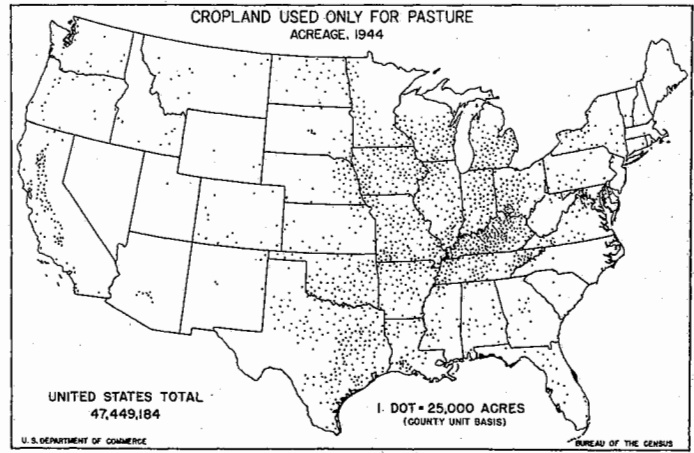 CROPLAND USED ONLY FOR PASTURE
ACREAGE, 1944
UNITED STATES TOTAL
47,449,184
1 DOT = 25,000 ACRES
(COUNTY UNIT BASIS)
U. S. DEPARTMENT OF COMMERCE
BUREAU OF THE CENSUS